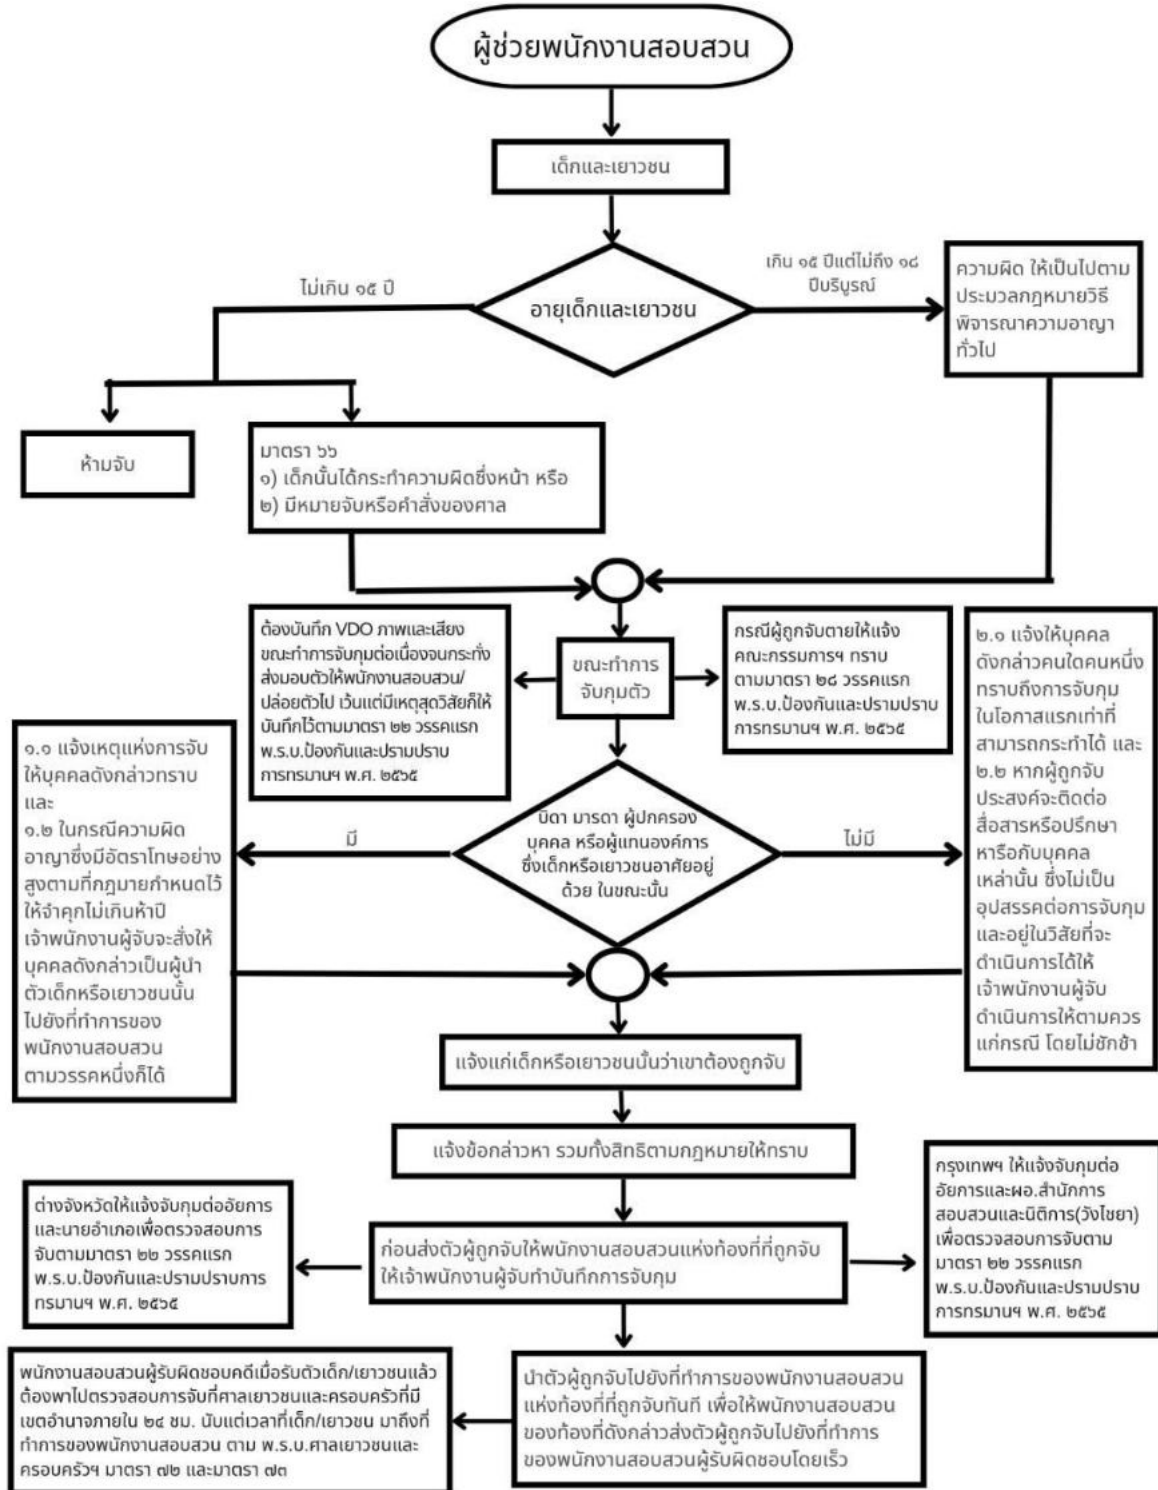 ผู้ช่วยพนักงานสอบสวน
เด็กและเยาวชน
อายุเด็กและเยาวชน
ไม่เกิน ๑๕ ปี
เกิน ๑๕ ปีแต่ไม่ถึง ๑๘
ปีบริบูรณ์
ความผิด ให้เป็นไปตาม
ประมวลกฎหมายวิธี
พิจารณาความอาญา
ทั่วไป
ห้ามจับ
มาตรา ๖๖
๑) เด็กนั้นได้กระทำความผิดซึ่งหน้า หรือ
๒) มีหมายจับหรือคำสั่งของศาล
ต้องบันทึก VDO ภาพและเสียง
ขณะทำการจับกุมต่อเนื่องจนกระทั่ง
ส่งมอบตัวให้พนักงานสอบสวน/
ปล่อยตัวไป เว้นแต่มีเหตุสุดวิสัยก็ให้
บันทึกไว้ตามมาตรา ๒๒ วรรคแรก
พ.ร.บ.ป้องกันและปรามปราบ
การทรมานฯ พ.ศ. ๒๕๖๕
ขณะทำการ
จับกุมตัว
กรณีผู้ถูกจับตายให้แจ้ง
คณะกรรมการฯ ทราบ
ตามมาตรา ๒๘ วรรคแรก
พ.ร.บ.ป้องกันและปรามปราบ
การทรมานฯ พ.ศ. ๒๕๖๕
บิดา มารดา ผู้ปกครอง
บุคคล หรือผู้แทนองค์การ
ซึ่งเด็กหรือเยาวชนอาศัยอยู่
ด้วย ในขณะนั้น
มี
ไม่มี
๑.๑ แจ้งเหตุแห่งการจับ
ให้บุคคลดังกล่าวทราบ
และ
๑.๒ ในกรณีความผิด
อาญาซึ่งมีอัตราโทษอย่าง
สูงตามที่กฎมายกำหนดไว้
ให้จำคุกไม่เกินห้าปี
เจ้าพนักงานผู้จับจะสั่งให้
บุคคลดังกล่าวเป็นผู้นำ
ตัวเด็กหรือเยาวชนนั้น
ไปยังที่ทำการของ
พนักงานสอบสวน
ตามวรรคหนึ่งก็ได้
๒.๑ แจ้งให้บุคคล
ดังกล่าวคนใดคนหนึ่ง
ทราบถึงการจับกุม
ในโอกาสแรกเท่าที่
สามารถกระทำได้ และ
๒.๒ หากผู้ถูกจับ
ประสงค์จะติดต่อ
สื่อสารหรือปรึกษา
หารือกับบุคคล
เหล่านั้น ซึ่งไม่เป็น
อุปสรรคต่อการจับกุม
และอยู่ในวิสัยที่จะ
ดำเนินการได้ให้
เจ้าพนักงานผู้จับ
ดำเนินการให้ตามควร
แก่กรณี โดยไม่ชักช้า
แจ้งแก่เด็กหรือเยาวชนนั้นว่าเขาต้องถูกจับ
แจ้งข้อกล่าวหา รวมทั้งสิทธิตามกฎหมายให้ทราบ
ก่อนส่งตัวผู้ถูกจับให้พนักงานสอบสวนแห่งท้องที่ที่ถูกจับ
ให้เจ้าพนักงานผู้จับทำบันทึกการจับกุม
ต่างจังหวัดให้แจ้งจับกุมต่ออัยการ
และนายอำเภอเพื่อตรวจสอบการ
จับตามมาตรา ๒๒ วรรคแรก
พ.ร.บ.ป้องกันและปรามปราบการ
ทรมานฯ พ.ศ. ๒๕๖๕
กรุงเทพฯ ให้แจ้งจับกุมต่อ
อัยการและผอ.สำนักการ
สอบสวนและนิติการ(วังไชยา)
เพื่อตรวจสอบการจับตาม
มาตรา ๒๒ วรรคแรก
พ.ร.บ.ป้องกันและปรามปราบ
การทรมานฯ พ.ศ. ๒๕๖๕
นำตัวผู้ถูกจับไปยังที่ทำการของพนักงานสอบสวน
แห่งท้องที่ที่ถูกจับทันที เพื่อให้พนักงานสอบสวน
ของท้องที่ดังกล่าวส่งตัวผู้ถูกจับไปยังที่ทำการ
ของพนักงานสอบสวนผู้รับผิดชอบโดยเร็ว
พนักงานสอบสวนผู้รับผิดชอบคดีเมื่อรับตัวเด็ก/เยาวชนแล้ว
ต้องพาไปตรวจสอบการจับที่ศาลเยาวชนและครอบครัวที่มี
เขตอำนาจภายใน ๒๔ ชม. นับแต่เวลาที่เด็ก/เยาวชน มาถึงที่
ทำการของพนักงานสอบสวน ตาม พ.ร.บ.ศาลเยาวชนและ
ครอบครัวฯ มาตรา ๗๒ และมาตรา ๗๓